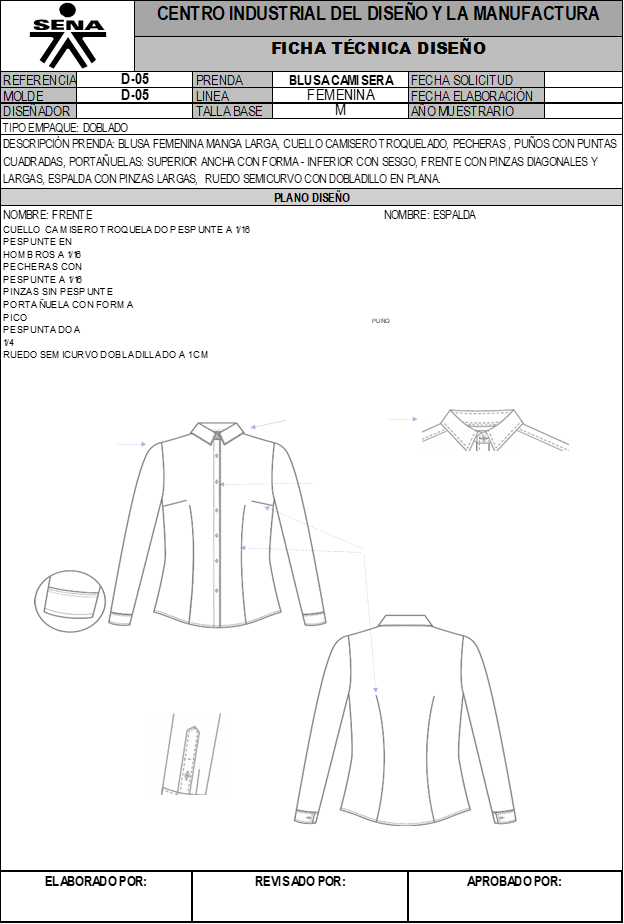 SENA
CENTRO INDUSTRIAL DEL DISEÑO Y LA MANUFACTURA
FICHA TÉCNICA DISEÑO
REFERENCIA D-05 PRENDA BLUSA CAMISERA FECHA SOLICITUD
MOLDE D-05 LINEA FEMENINA FECHA ELABORACIÓN
DISEÑADOR TALLA BASE M AÑO MUESTRARIO
TIPO EMPAQUE: DOBLADO
DESCRIPCIÓN PRENDA: BLUSA FEMENINA MANGA LARGA, CUELLO CAMISERO TROQUELADO, PECHERAS , PUÑOS CON PUNTAS
CUADRADAS, PORTAÑUELAS: SUPERIOR ANCHA CON FORMA - INFERIOR CON SESGO, FRENTE CON PINZAS DIAGONALES Y
LARGAS, ESPALDA CON PINZAS LARGAS, RUEDO SEMICURVO CON DOBLADILLO EN PLANA.
PLANO DISEÑO
NOMBRE: FRENTE NOMBRE: ESPALDA
CUELLO CAMISERO TROQUELADO PESPUNTE A 1/16
PESPUNTE EN
HOMBROS A 1/16
PECHERAS CON
PESPUNTE A 1/16
PINZAS SIN PESPUNTE
PORTAÑUELA CON FORMA
PICO
PESPUNTADO A
1/4
RUEDO SEMICURVO DOBLADILLADO A 1CM
PUÑO
ELABORADO POR: REVISADO POR: APROBADO POR: